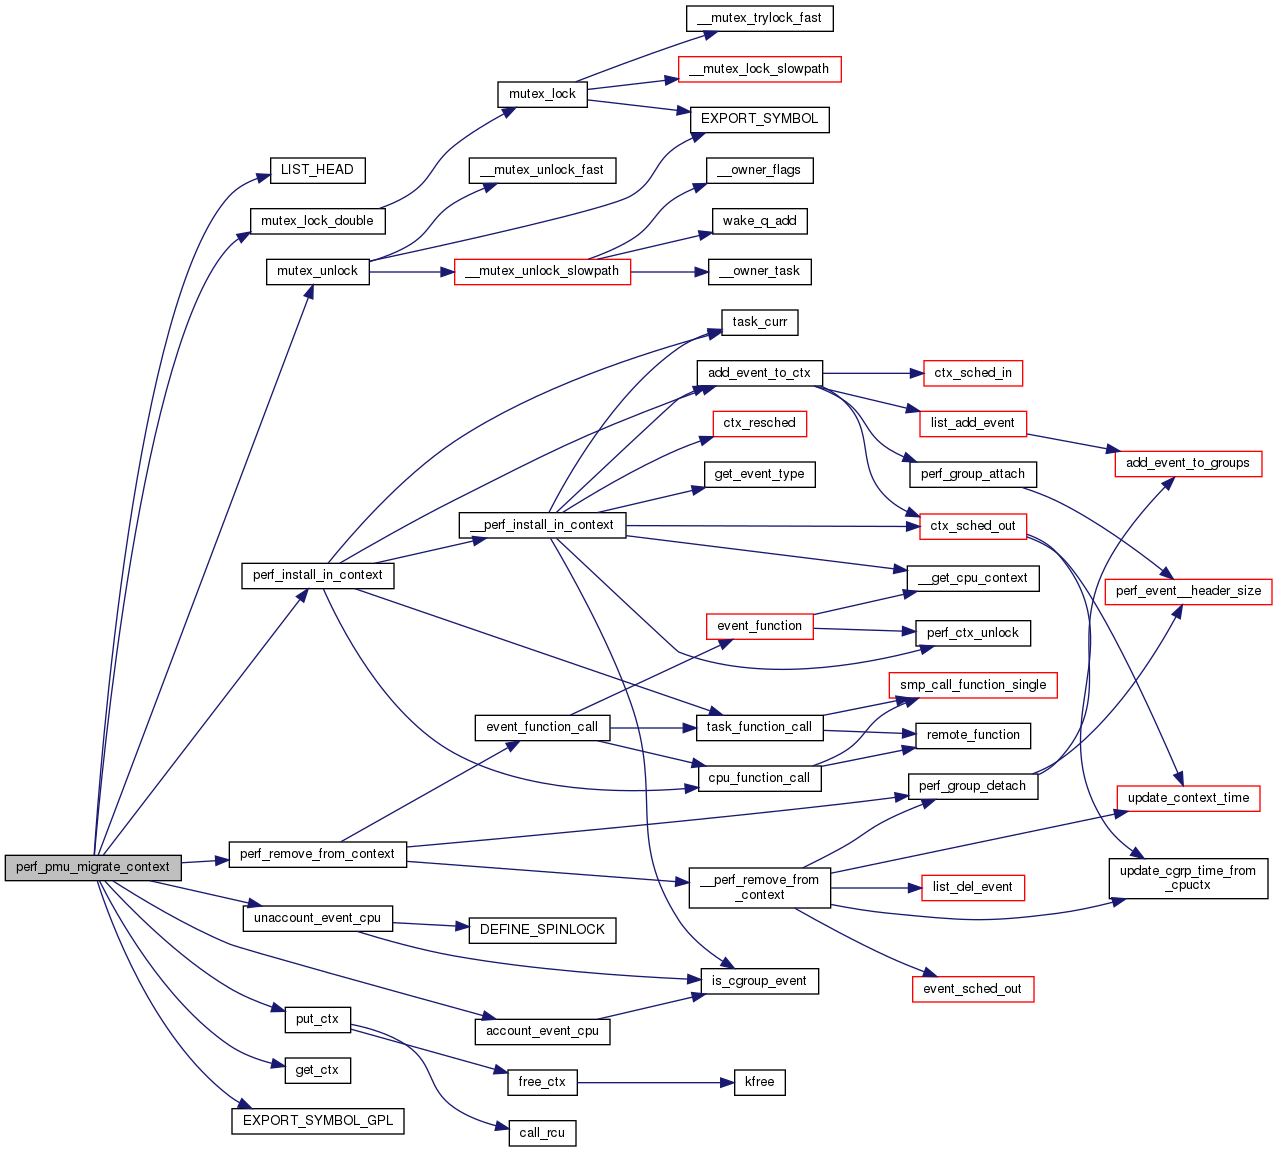 __mutex_trylock_fast
__mutex_lock_slowpath
mutex_lock
EXPORT_SYMBOL
LIST_HEAD
__mutex_unlock_fast
__owner_flags
mutex_lock_double
wake_q_add
mutex_unlock
__mutex_unlock_slowpath
__owner_task
task_curr
add_event_to_ctx
ctx_sched_in
ctx_resched
list_add_event
add_event_to_groups
get_event_type
perf_group_attach
__perf_install_in_context
ctx_sched_out
perf_install_in_context
__get_cpu_context
perf_event__header_size
event_function
perf_ctx_unlock
smp_call_function_single
event_function_call
task_function_call
remote_function
cpu_function_call
perf_group_detach
update_context_time
perf_remove_from_context
perf_pmu_migrate_context
__perf_remove_from
_context
list_del_event
update_cgrp_time_from
_cpuctx
unaccount_event_cpu
DEFINE_SPINLOCK
is_cgroup_event
event_sched_out
put_ctx
account_event_cpu
get_ctx
free_ctx
kfree
EXPORT_SYMBOL_GPL
call_rcu